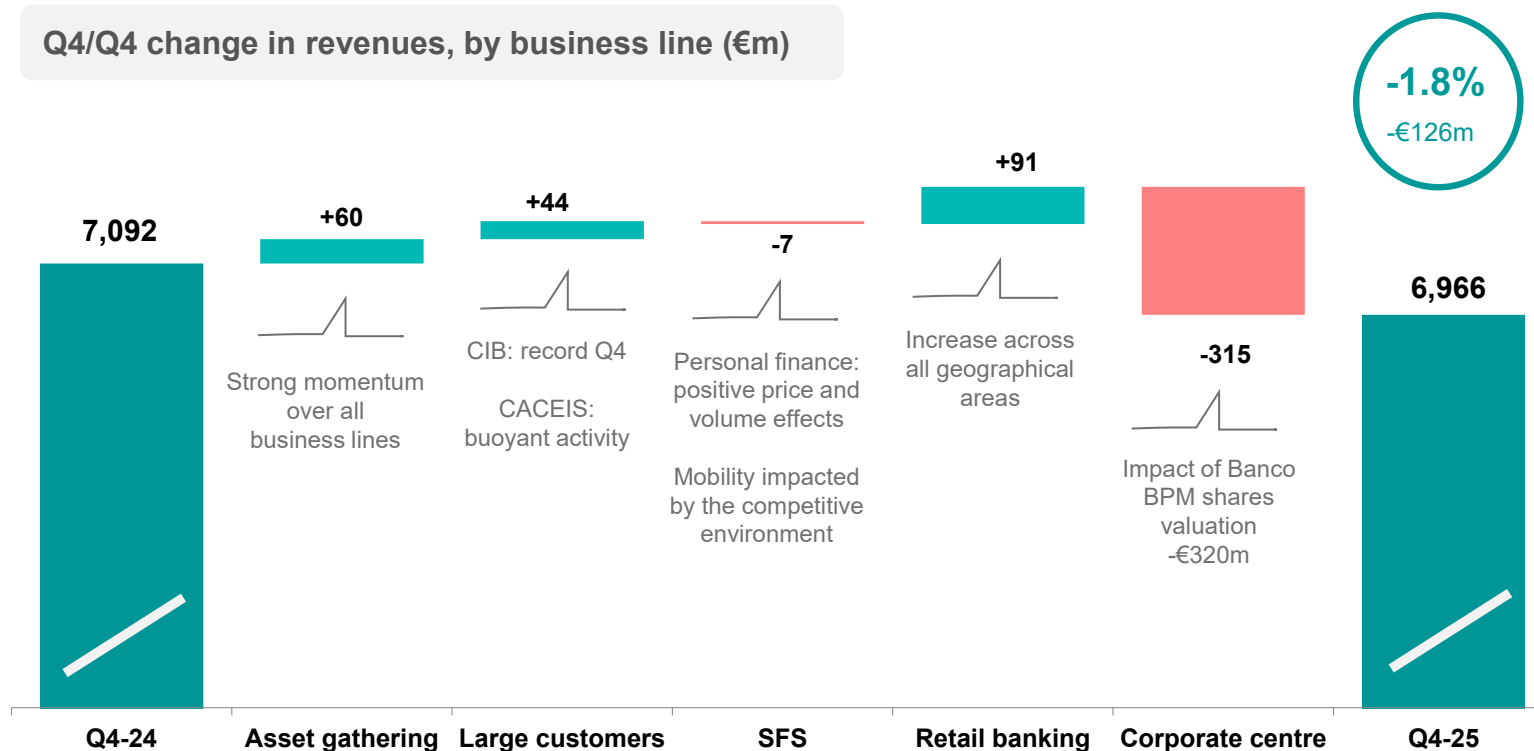 Q4/Q4 change in revenues, by business line (€m)
-1.8%
-€126m
7,092
+60
Strong momentum
over all
business lines
+44
CIB: record Q4
CACEIS:
buoyant activity
-7
Personal finance:
positive price and
volume effects
Mobility impacted
by the competitive
environment
+91
Increase across
all geographical
areas
-315
Impact of Banco
BPM shares
valuation
-€320m
6,966
Q4-24
Asset gathering
Large customers
SFS
Retail banking
Corporate centre
Q4-25